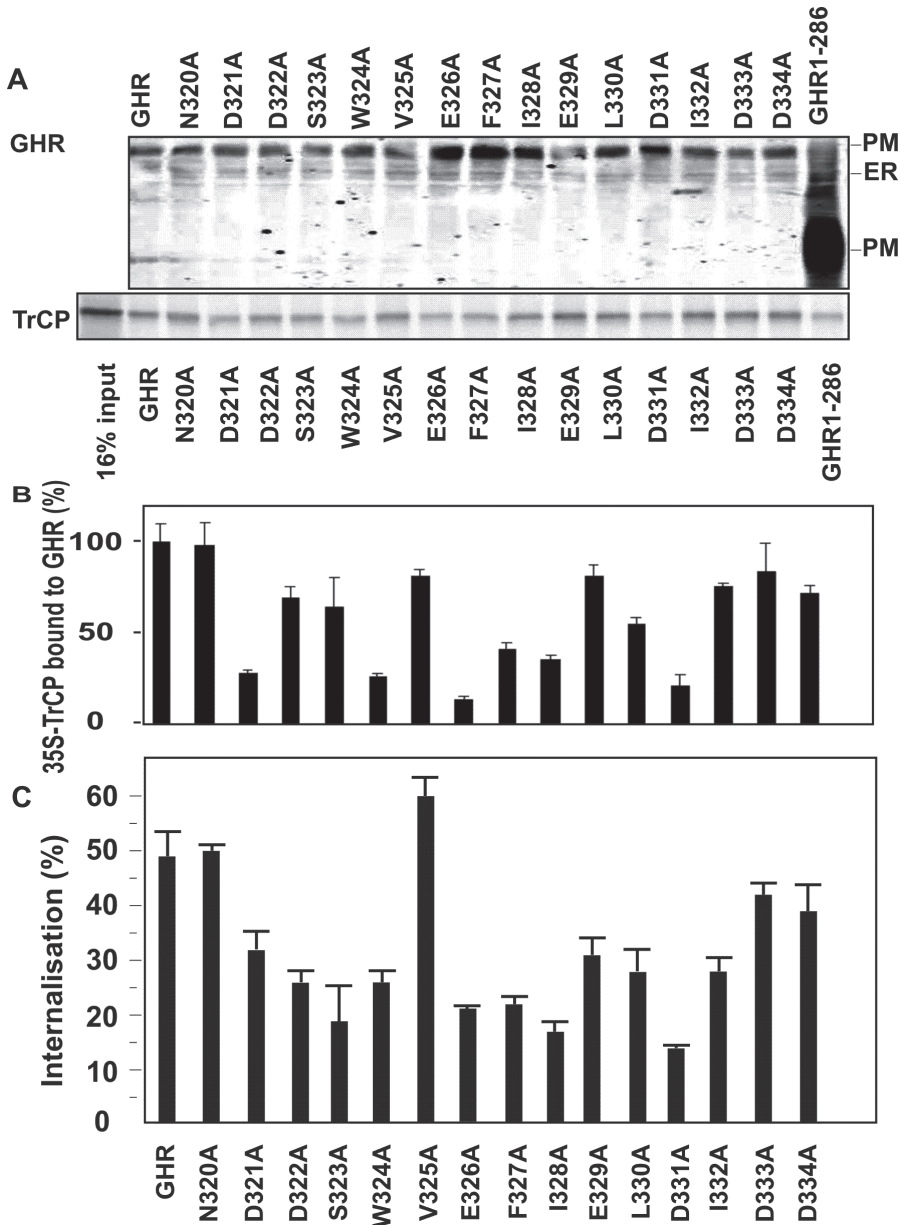 A
GHR N320A D321A D322A S323A W324A V325A E326A F327A I328A E329A L330A D331A I332A D333A D334A GHR1-286
GHR
PM
ER
PM
TrCP
16% input GHR N320A D321A D322A S323A W324A V325A E326A F327A I328A E329A L330A D331A I332A D333A D334A GHR1-286
B
35S-TrCP bound to GHR (%)
100
50
0
C
Internalisation (%)
60
50
40
30
20
10
0
GHR N320A D321A D322A S323A W324A V325A E326A F327A I328A E329A L330A D331A I332A D333A D334A